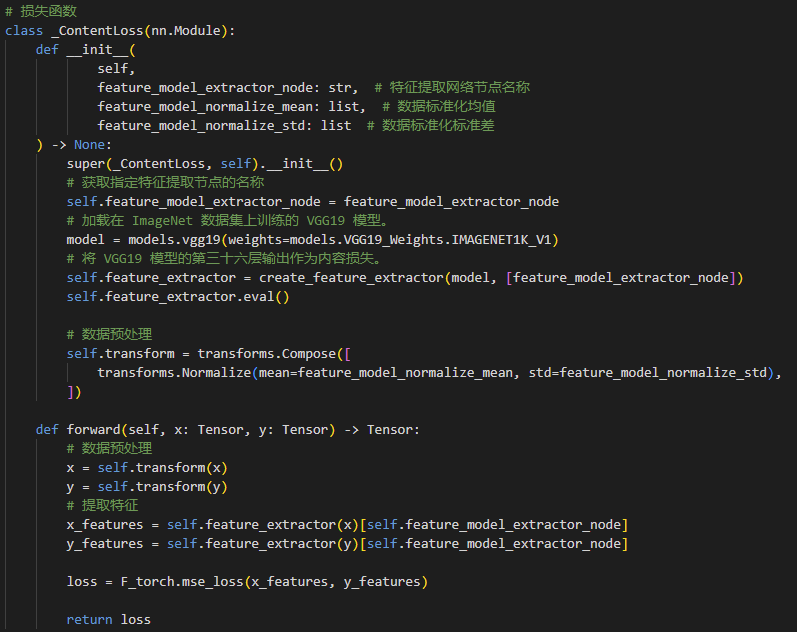 # 损失函数
class _ContentLoss(nn.Module):
    def __init__(
            self,
            feature_model_extractor_node: str,  # 特征提取网络节点名称
            feature_model_normalize_mean: list,  # 数据标准化均值
            feature_model_normalize_std: list  # 数据标准化标准差
    ) -> None:
        super(_ContentLoss, self).__init__()
        # 获取指定特征提取节点的名称
        self.feature_model_extractor_node = feature_model_extractor_node
        # 加载在 ImageNet 数据集上训练的 VGG19 模型。
        model = models.vgg19(weights=models.VGG19_Weights.IMAGENET1K_V1)
        # 将 VGG19 模型的第三十六层输出作为内容损失。
        self.feature_extractor = create_feature_extractor(model, [feature_model_extractor_node])
        self.feature_extractor.eval()

        # 数据预处理
        self.transform = transforms.Compose([
            transforms.Normalize(mean=feature_model_normalize_mean, std=feature_model_normalize_std),
        ])

    def forward(self, x: Tensor, y: Tensor) -> Tensor:
        # 数据预处理
        x = self.transform(x)
        y = self.transform(y)
        # 提取特征
        x_features = self.feature_extractor(x)[self.feature_model_extractor_node]
        y_features = self.feature_extractor(y)[self.feature_model_extractor_node]

        loss = F_torch.mse_loss(x_features, y_features)

        return loss